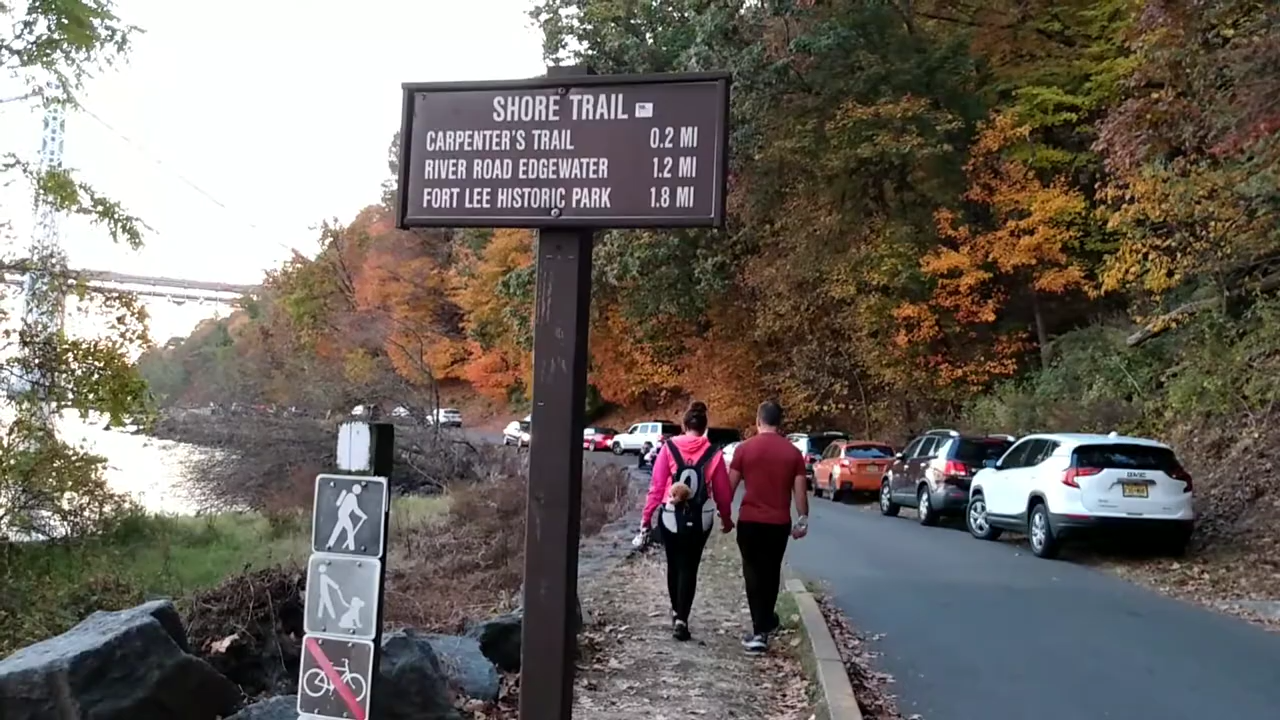 SHORE TRAIL
CARPENTER'S TRAIL 0.2 MI
RIVER ROAD EDGEWATER 1.2 MI
FORT LEE HISTORIC PARK 1.8 MI
GMC